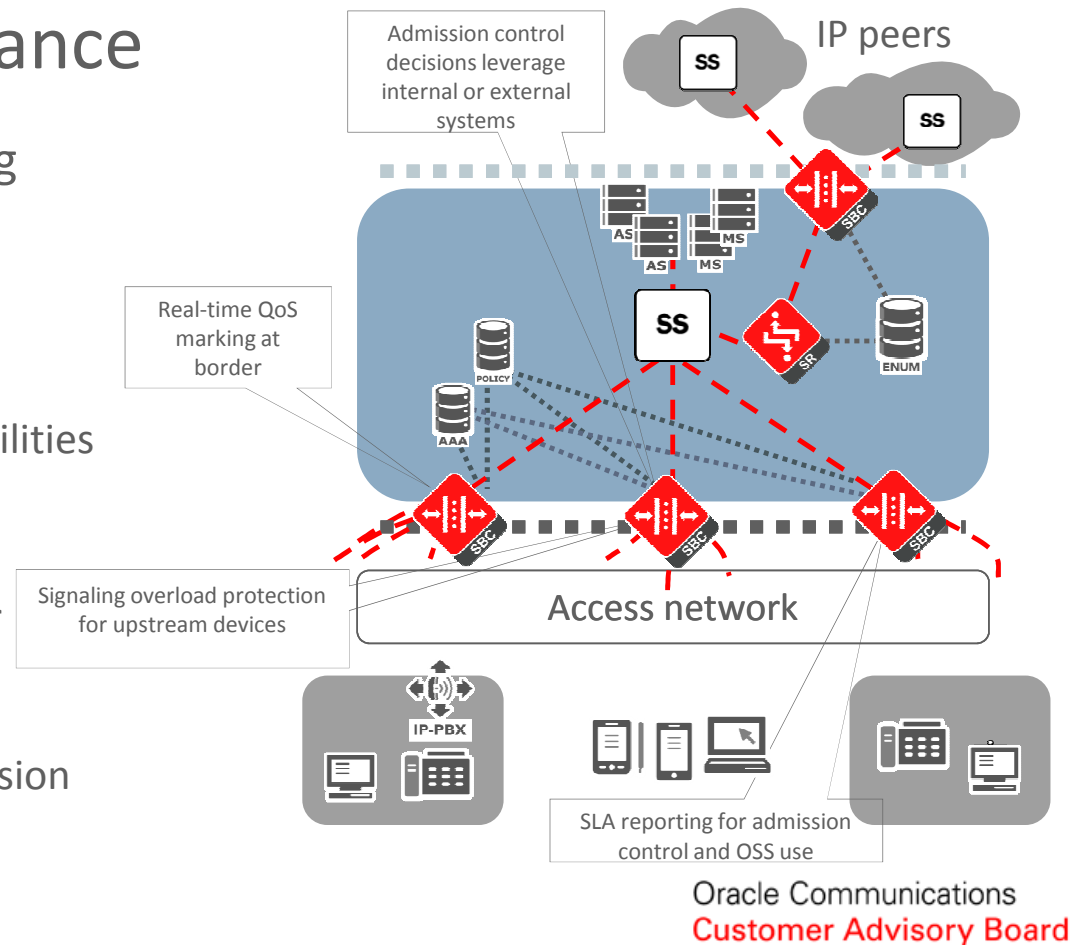 ance
g
ilities
.
sion
Admission control
decisions leverage
internal or external
systems
IP peers
SS
SS
SBC
AS
AS
MS
MS
Real-time QoS
marking at
border
SS
SR
ENUM
POLICY
AAA
SBC
SBC
SBC
Signaling overload protection
for upstream devices
Access network
IP-PBX
SLA reporting for admission
control and OSS use
Oracle Communications
Customer Advisory Board